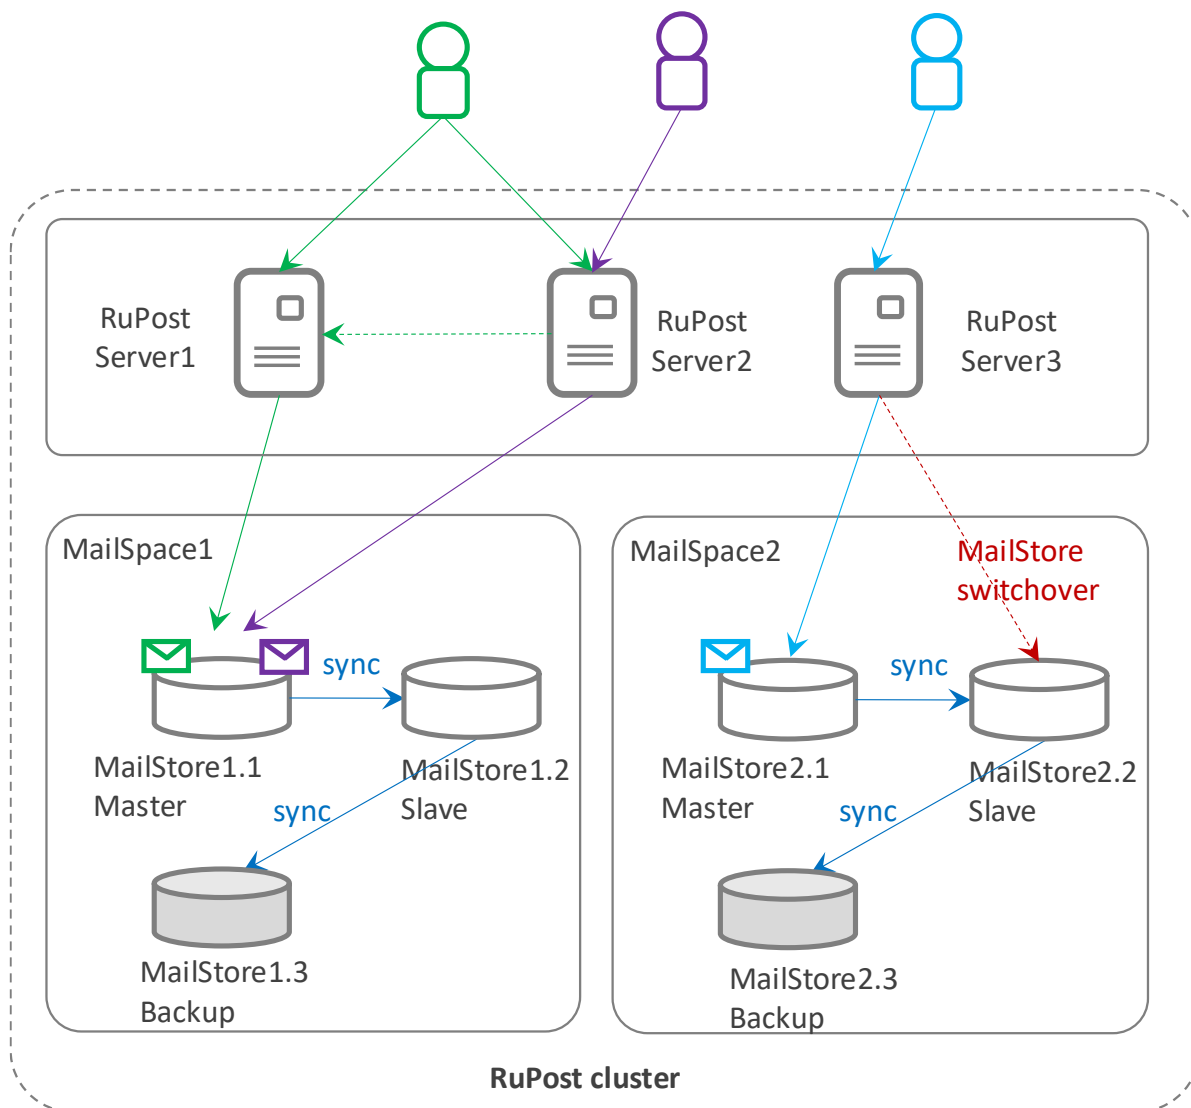 RuPost
Server1
RuPost
Server2
RuPost
Server3
MailSpace1
MailSpace2
MailStore
switchover
sync
sync
MailStore1.1
Master
MailStore1.2
Slave
MailStore2.1
Master
MailStore2.2
Slave
sync
sync
MailStore1.3
Backup
MailStore2.3
Backup
RuPost cluster